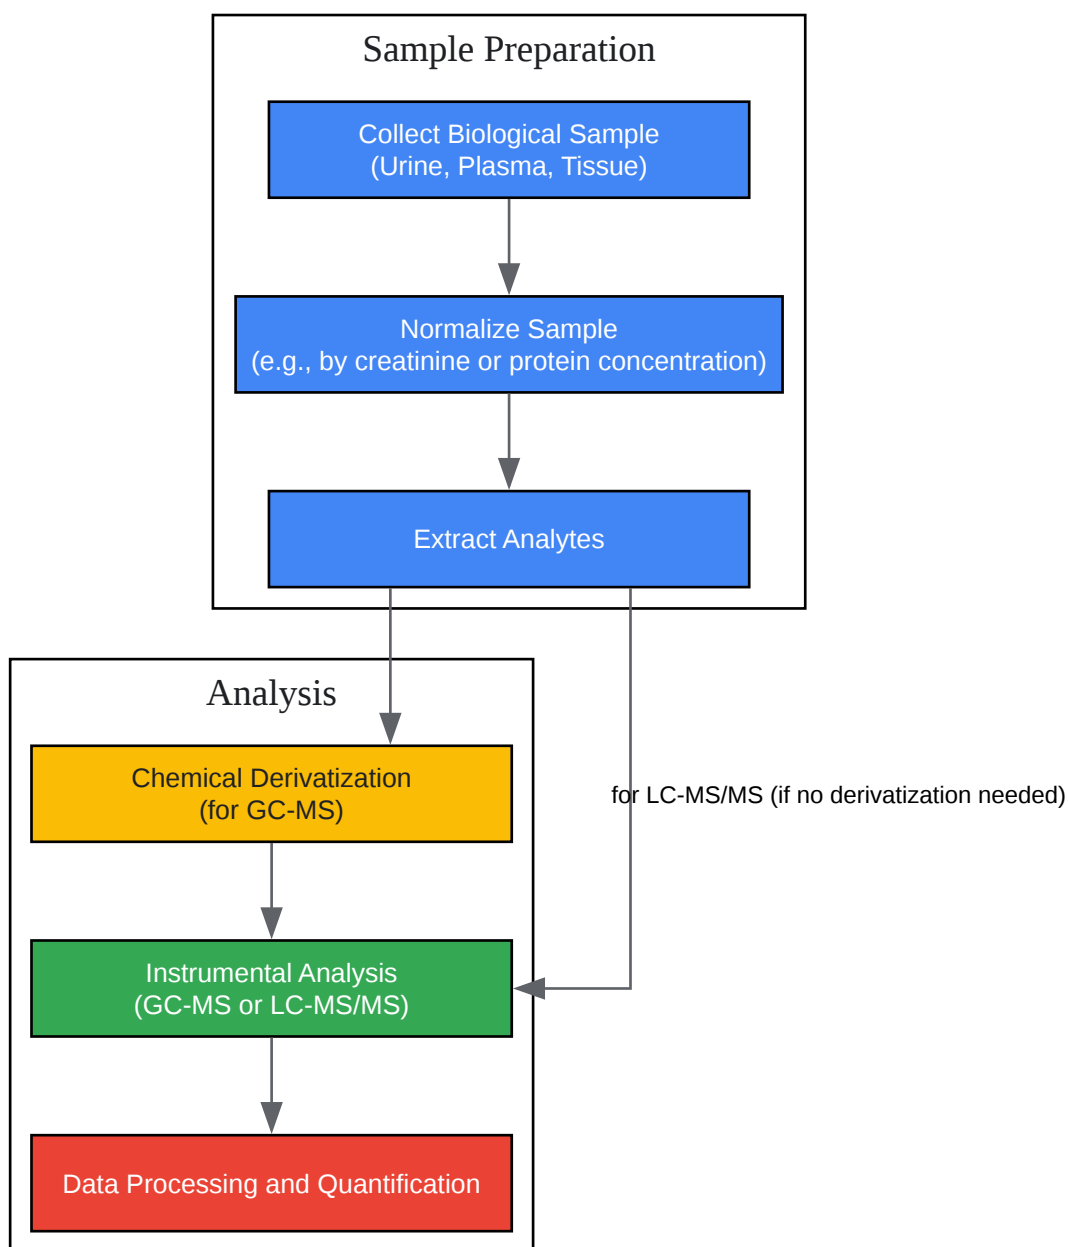 Sample Preparation
Collect Biological Sample
(Urine, Plasma, Tissue)
Normalize Sample
(e.g., by creatinine or protein concentration)
Extract Analytes
Analysis
Chemical Derivatization
(for GC-MS)
for LC-MS/MS (if no derivatization needed)
Instrumental Analysis
(GC-MS or LC-MS/MS)
Data Processing and Quantification